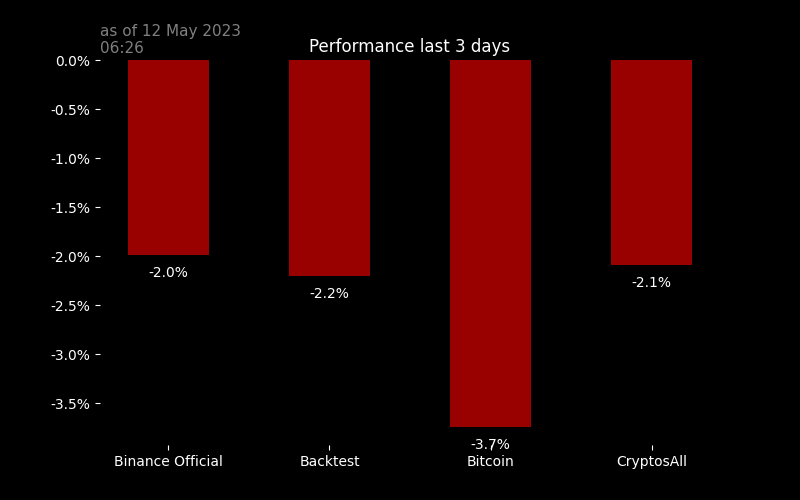 as of 12 May 2023
06:26
Performance last 3 days
0.0%
-0.5%
-1.0%
-1.5%
-2.0%
-2.5%
-3.0%
-3.5%
-2.0%
-2.2%
-3.7%
-2.1%
Binance Official
Backtest
Bitcoin
CryptosAll